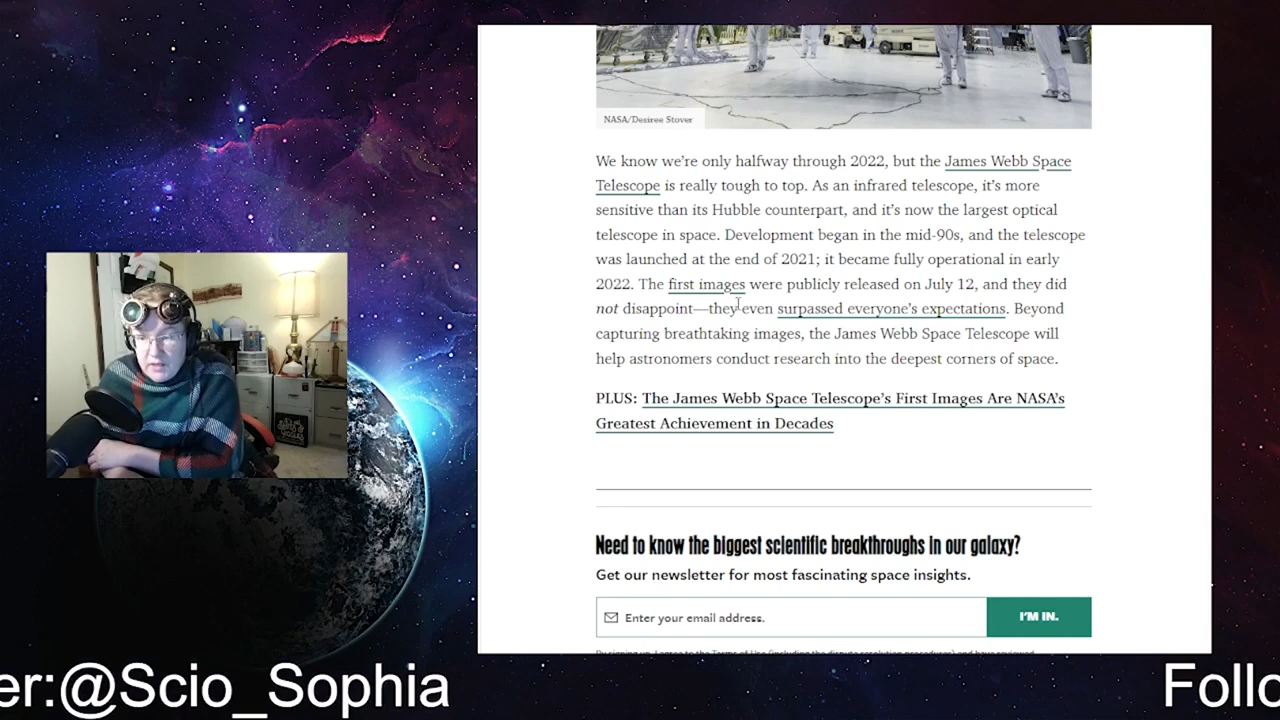 NASA/Desiree Stover
We know we're only halfway through 2022, but the James Webb Space
Telescope is really tough to top. As an infrared telescope, it's more
sensitive than its Hubble counterpart, and it's now the largest optical
telescope in space. Development began in the mid-90s, and the telescope
was launched at the end of 2021; it became fully operational in early
2022. The first images were publicly released on July 12, and they did
not disappoint—they even surpassed everyone's expectations. Beyond
capturing breathtaking images, the James Webb Space Telescope will
help astronomers conduct research into the deepest corners of space.
PLUS: The James Webb Space Telescope's First Images Are NASA's
Greatest Achievement in Decades
Need to know the biggest scientific breakthroughs in our galaxy?
Get our newsletter for most fascinating space insights.
Enter your email address.
I'M IN.
er:@Scio_Sophia
Follo